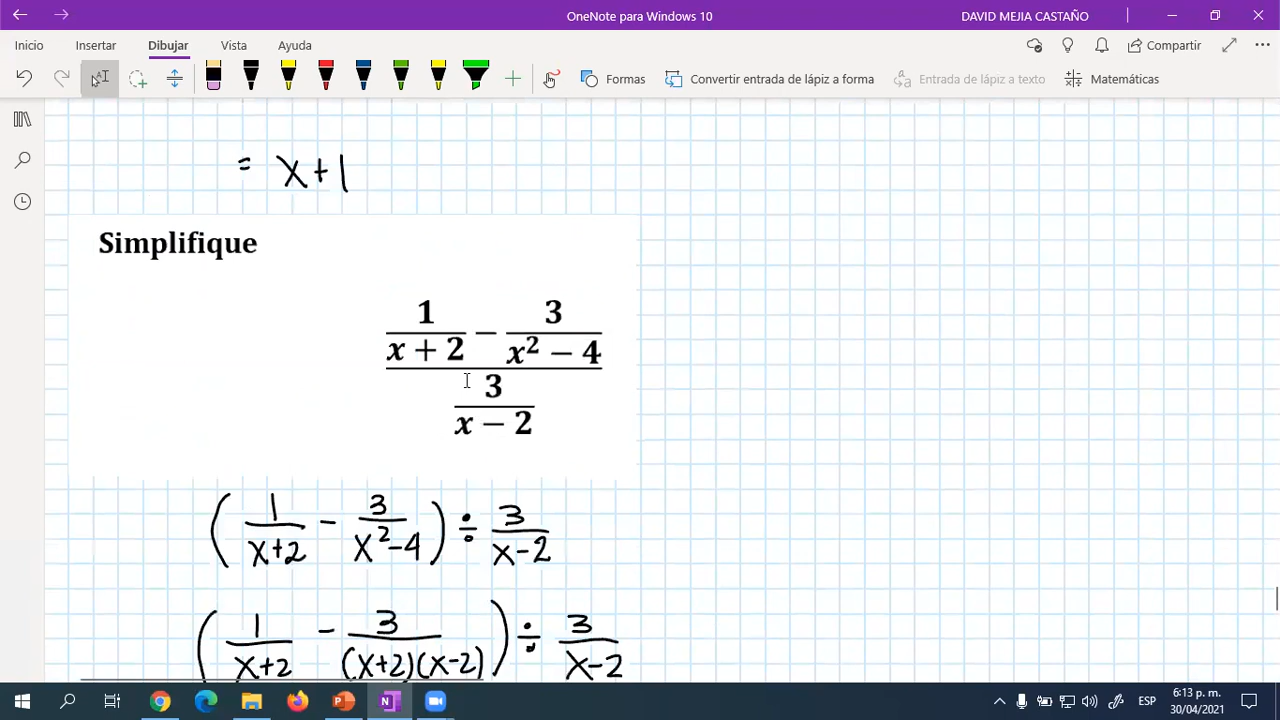 OneNote para Windows 10
DAVID MEJIA CASTAÑO
Inicio Insertar Dibujar Vista Ayuda
Compartir
Formas Convertir entrada de lápiz a forma Entrada de lápiz a texto Matemáticas
= x+1
Simplifique
1/(x + 2) − 3/(x² − 4)
3/(x − 2)
(1/(x+2) − 3/(x²−4)) ÷ 3/(x−2)
(1/(x+2) − 3/((x+2)(x−2))) ÷ 3/(x−2)
ESP
6:13 p. m.
30/04/2021